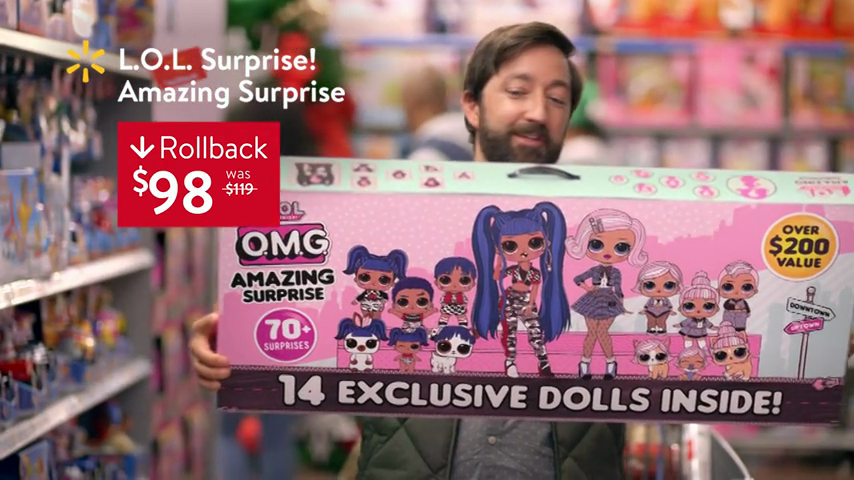 L.O.L. Surprise!
Amazing Surprise
↓ Rollback
$98 was $119
O.M.G
AMAZING
SURPRISE
70+
SURPRISES
OVER
$200
VALUE
DOWNTOWN
UPTOWN
14 EXCLUSIVE DOLLS INSIDE!